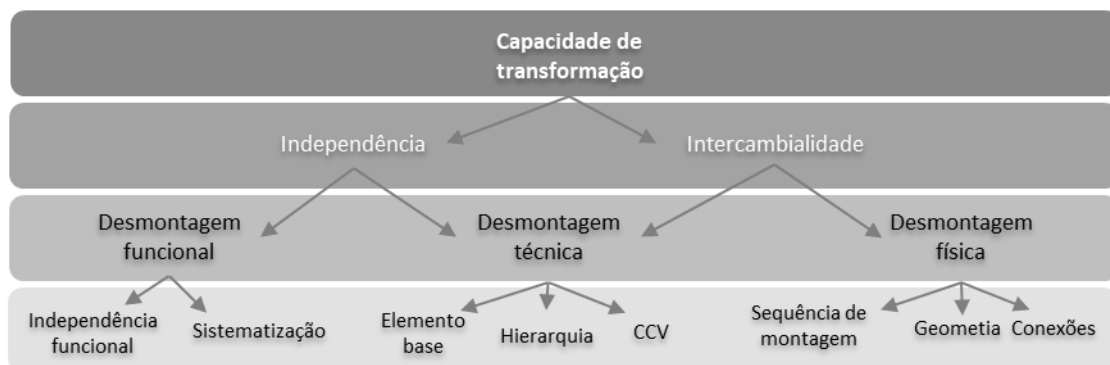 Capacidade de
transformação
Independência
Intercambialidade
Desmontagem
funcional
Desmontagem
técnica
Desmontagem
física
Independência
funcional
Sistematização
Elemento
base
Hierarquia
CCV
Sequência de
montagem
Geometia
Conexões